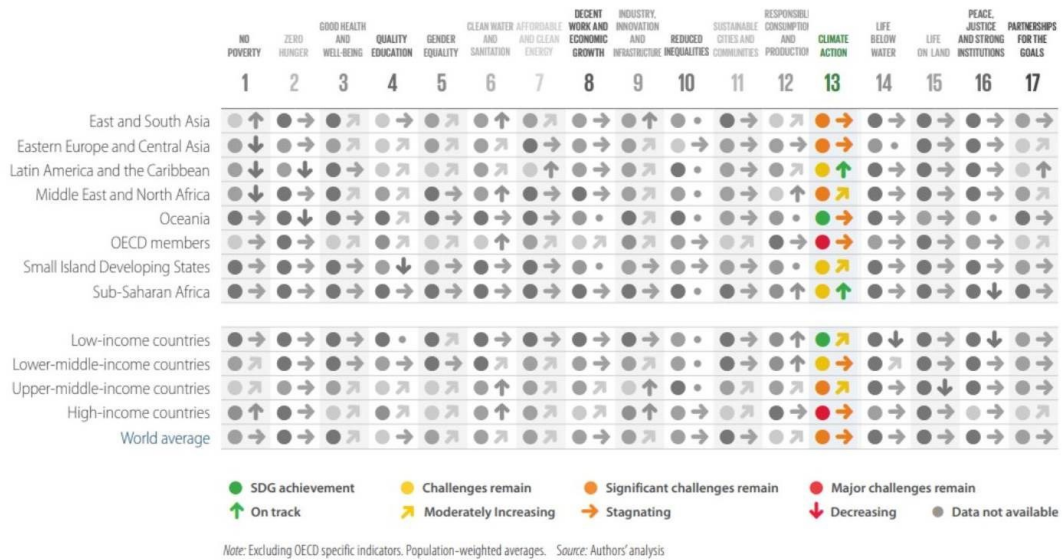 NO POVERTY
ZERO HUNGER
GOOD HEALTH AND WELL-BEING
QUALITY EDUCATION
GENDER EQUALITY
CLEAN WATER AND SANITATION
AFFORDABLE AND CLEAN ENERGY
DECENT WORK AND ECONOMIC GROWTH
INDUSTRY, INNOVATION AND INFRASTRUCTURE
REDUCED INEQUALITIES
SUSTAINABLE CITIES AND COMMUNITIES
RESPONSIBLE CONSUMPTION AND PRODUCTION
CLIMATE ACTION
LIFE BELOW WATER
LIFE ON LAND
PEACE, JUSTICE AND STRONG INSTITUTIONS
PARTNERSHIPS FOR THE GOALS
1 2 3 4 5 6 7 8 9 10 11 12 13 14 15 16 17
East and South Asia
Eastern Europe and Central Asia
Latin America and the Caribbean
Middle East and North Africa
Oceania
OECD members
Small Island Developing States
Sub-Saharan Africa
Low-income countries
Lower-middle-income countries
Upper-middle-income countries
High-income countries
World average
SDG achievement Challenges remain Significant challenges remain Major challenges remain
On track Moderately Increasing Stagnating Decreasing Data not available
Note: Excluding OECD specific indicators. Population-weighted averages. Source: Authors' analysis